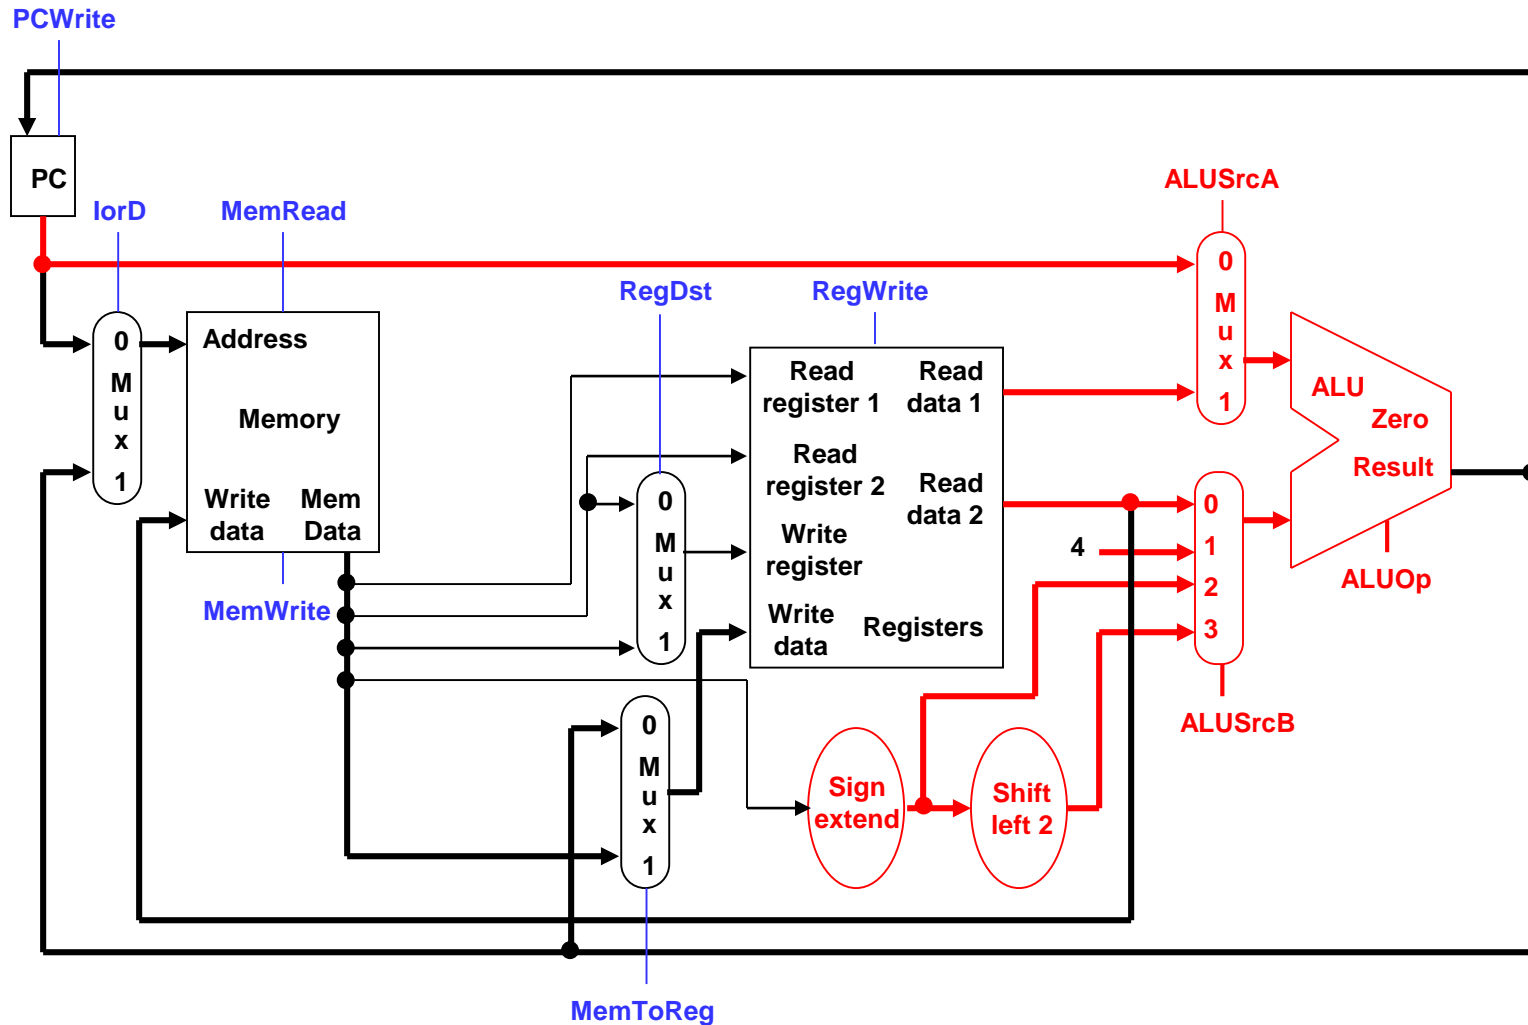 PCWrite
PC
IorD
MemRead
ALUSrcA
RegDst
RegWrite
0
M
u
x
1
Address
Memory
Write
data
Mem
Data
MemWrite
0
M
u
x
1
0
M
u
x
1
MemToReg
Read
register 1
Read
data 1
Read
register 2
Read
data 2
Write
register
Write
data
Registers
Sign
extend
Shift
left 2
4
0
M
u
x
1
0
1
2
3
ALUSrcB
ALU
Zero
Result
ALUOp